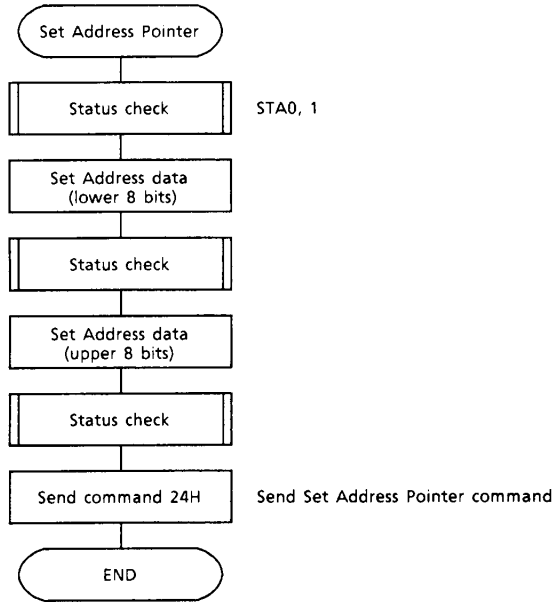 Set Address Pointer
Status check
STA0, 1
Set Address data
(lower 8 bits)
Status check
Set Address data
(upper 8 bits)
Status check
Send command 24H
Send Set Address Pointer command
END